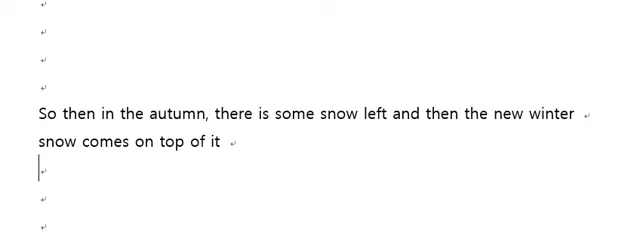 So then in the autumn, there is some snow left and then the new winter
snow comes on top of it